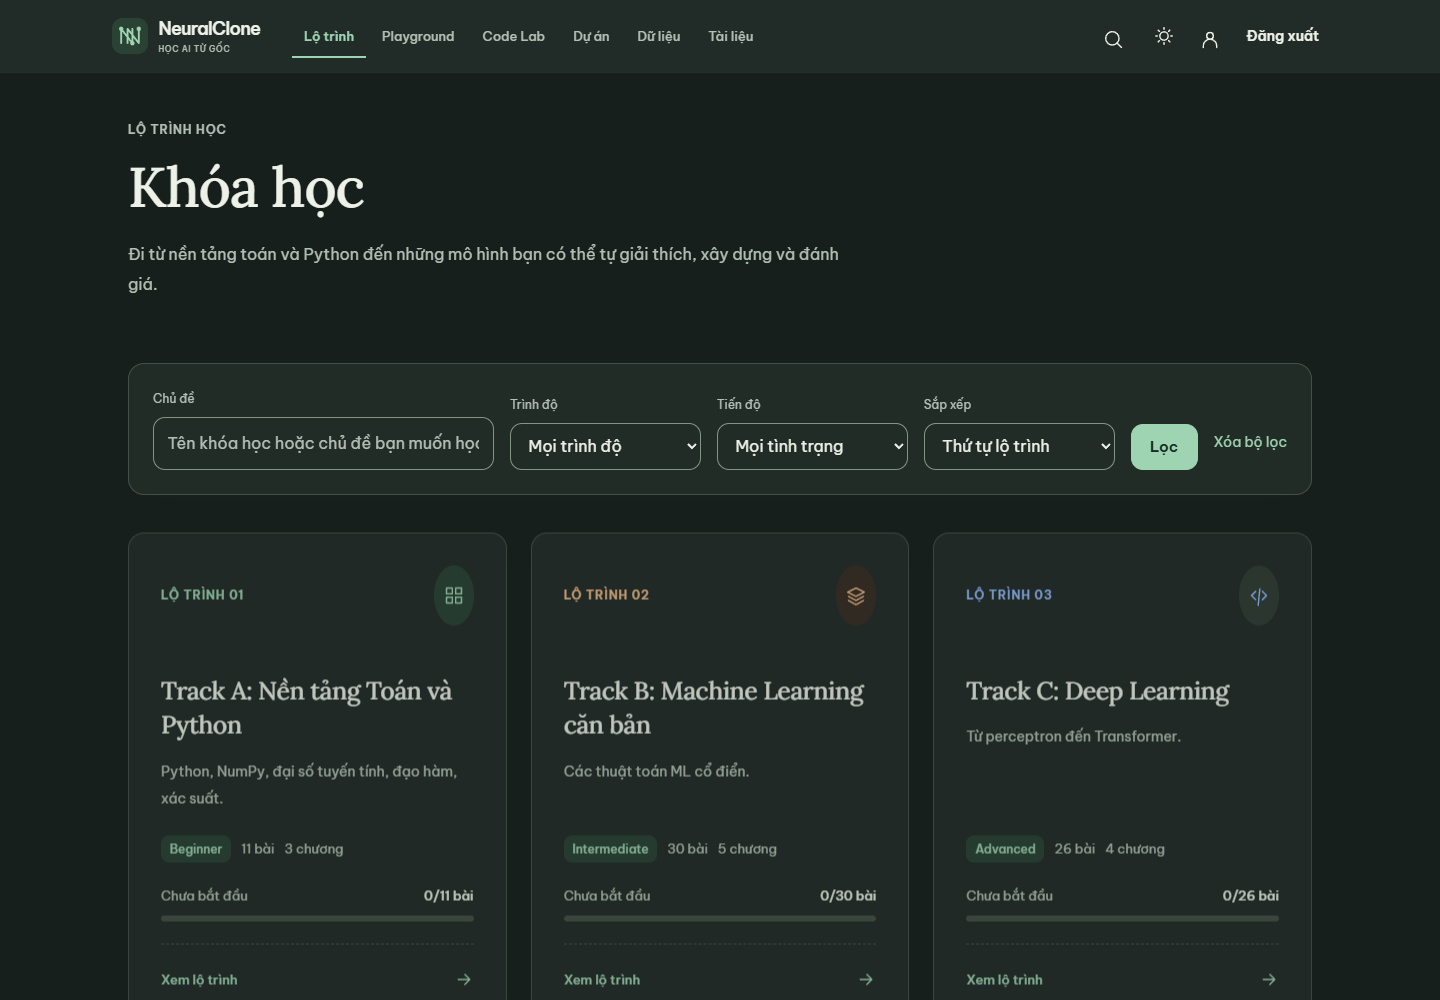 NeuralClone
HỌC AI TỪ GỐC
Lộ trình
Playground
Code Lab
Dự án
Dữ liệu
Tài liệu
Đăng xuất
LỘ TRÌNH HỌC
Khóa học
Đi từ nền tảng toán và Python đến những mô hình bạn có thể tự giải thích, xây dựng và đánh
giá.
Chủ đề
Trình độ
Tiến độ
Sắp xếp
Tên khóa học hoặc chủ đề bạn muốn học
Mọi trình độ
Mọi tình trạng
Thứ tự lộ trình
Lọc
Xóa bộ lọc
LỘ TRÌNH 01
Track A: Nền tảng Toán và
Python
Python, NumPy, đại số tuyến tính, đạo hàm,
xác suất.
Beginner 11 bài 3 chương
Chưa bắt đầu 0/11 bài
Xem lộ trình
LỘ TRÌNH 02
Track B: Machine Learning
căn bản
Các thuật toán ML cổ điển.
Intermediate 30 bài 5 chương
Chưa bắt đầu 0/30 bài
Xem lộ trình
LỘ TRÌNH 03
Track C: Deep Learning
Từ perceptron đến Transformer.
Advanced 26 bài 4 chương
Chưa bắt đầu 0/26 bài
Xem lộ trình